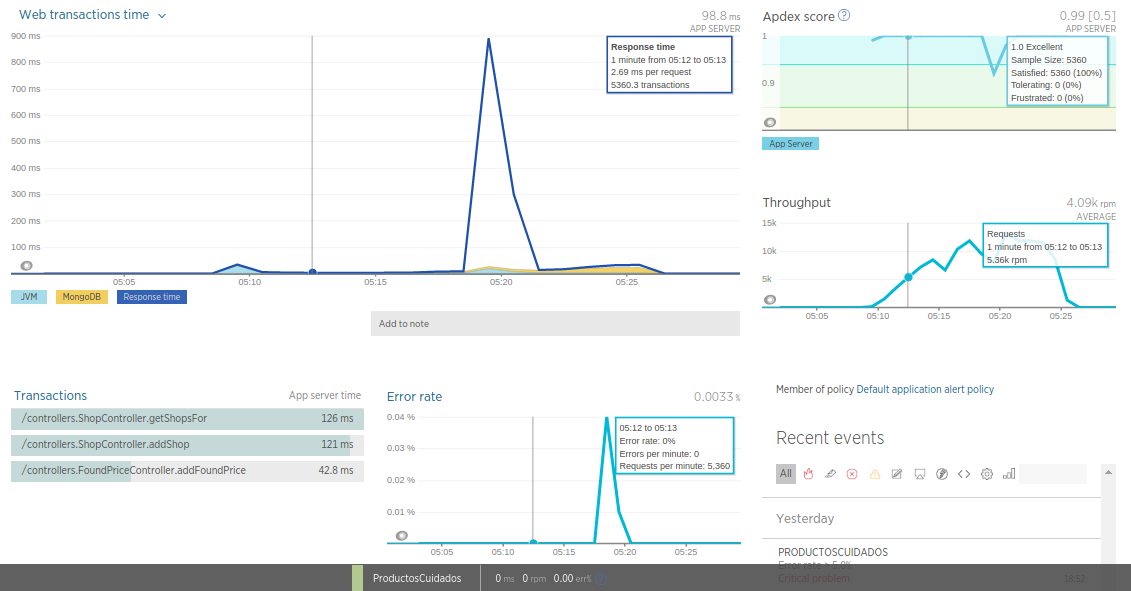 Web transactions time
98.8 ms
APP SERVER
900 ms
800 ms
700 ms
600 ms
500 ms
400 ms
300 ms
200 ms
100 ms
Response time
1 minute from 05:12 to 05:13
2.69 ms per request
5360.3 transactions
05:05
05:10
05:15
05:20
05:25
JVM
MongoDB
Response time
Add to note
Apdex score ?
0.99 [0.5]
APP SERVER
1
0.9
1.0 Excellent
Sample Size: 5360
Satisfied: 5360 (100%)
Tolerating: 0 (0%)
Frustrated: 0 (0%)
App Server
Throughput
4.09k rpm
AVERAGE
15k
10k
5k
Requests
1 minute from 05:12 to 05:13
5.36k rpm
05:05
05:10
05:15
05:20
05:25
Transactions
App server time
/controllers.ShopController.getShopsFor 126 ms
/controllers.ShopController.addShop 121 ms
/controllers.FoundPriceController.addFoundPrice 42.8 ms
Error rate
0.0033 %
0.04 %
0.03 %
0.02 %
0.01 %
05:12 to 05:13
Error rate: 0%
Errors per minute: 0
Requests per minute: 5,360
05:05
05:10
05:15
05:20
05:25
Member of policy Default application alert policy
Recent events
All
Yesterday
PRODUCTOSCUIDADOS
Error rate > 5.0%
Critical problem 18:57
ProductosCuidados
0 ms 0 rpm 0.00 err% ?